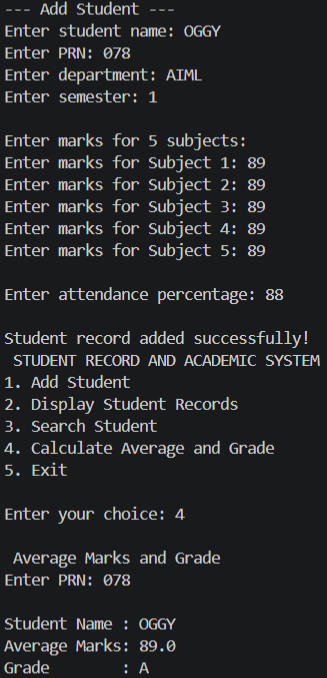 --- Add Student ---
Enter student name: OGGY
Enter PRN: 078
Enter department: AIML
Enter semester: 1

Enter marks for 5 subjects:
Enter marks for Subject 1: 89
Enter marks for Subject 2: 89
Enter marks for Subject 3: 89
Enter marks for Subject 4: 89
Enter marks for Subject 5: 89

Enter attendance percentage: 88

Student record added successfully!
 STUDENT RECORD AND ACADEMIC SYSTEM
1. Add Student
2. Display Student Records
3. Search Student
4. Calculate Average and Grade
5. Exit

Enter your choice: 4

 Average Marks and Grade
Enter PRN: 078

Student Name : OGGY
Average Marks: 89.0
Grade        : A